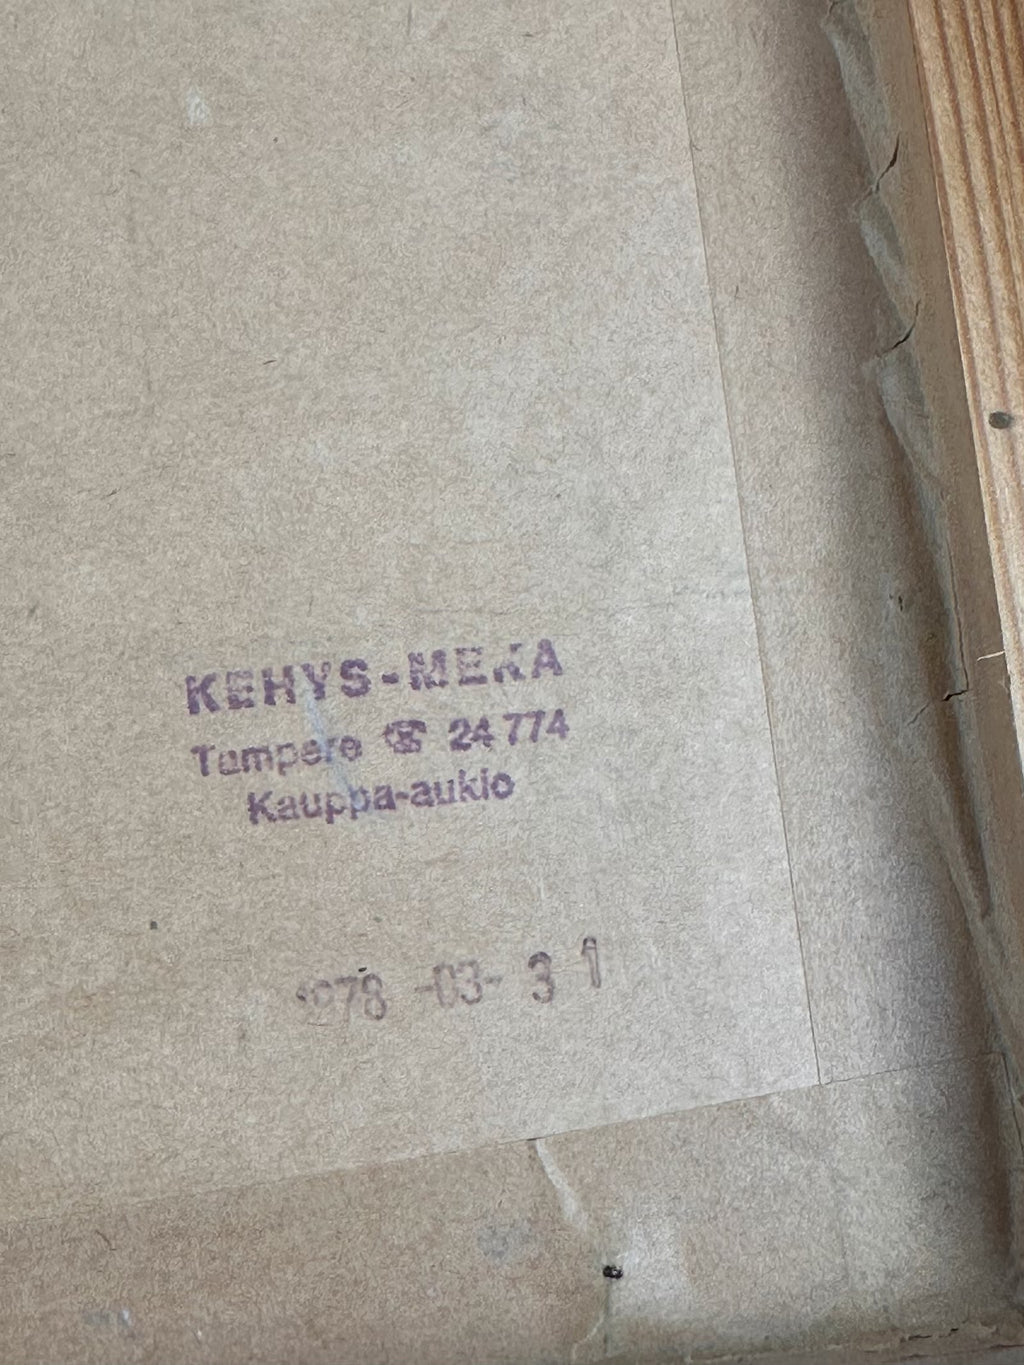 KEHYS-MEKA
Tampere ☎ 24 774
Kauppa-aukio
1978 -03- 31